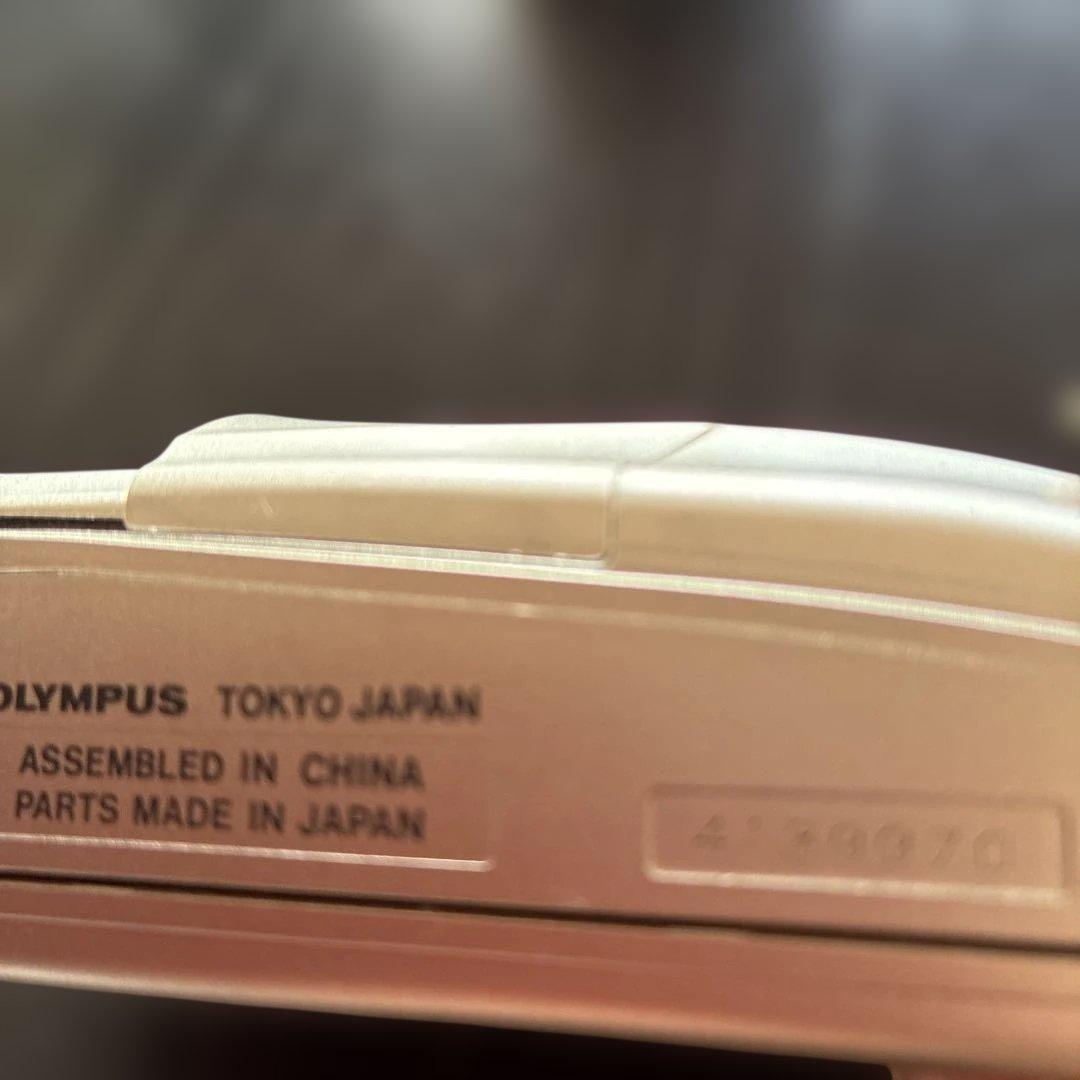 OLYMPUS TOKYO JAPAN
ASSEMBLED IN CHINA
PARTS MADE IN JAPAN